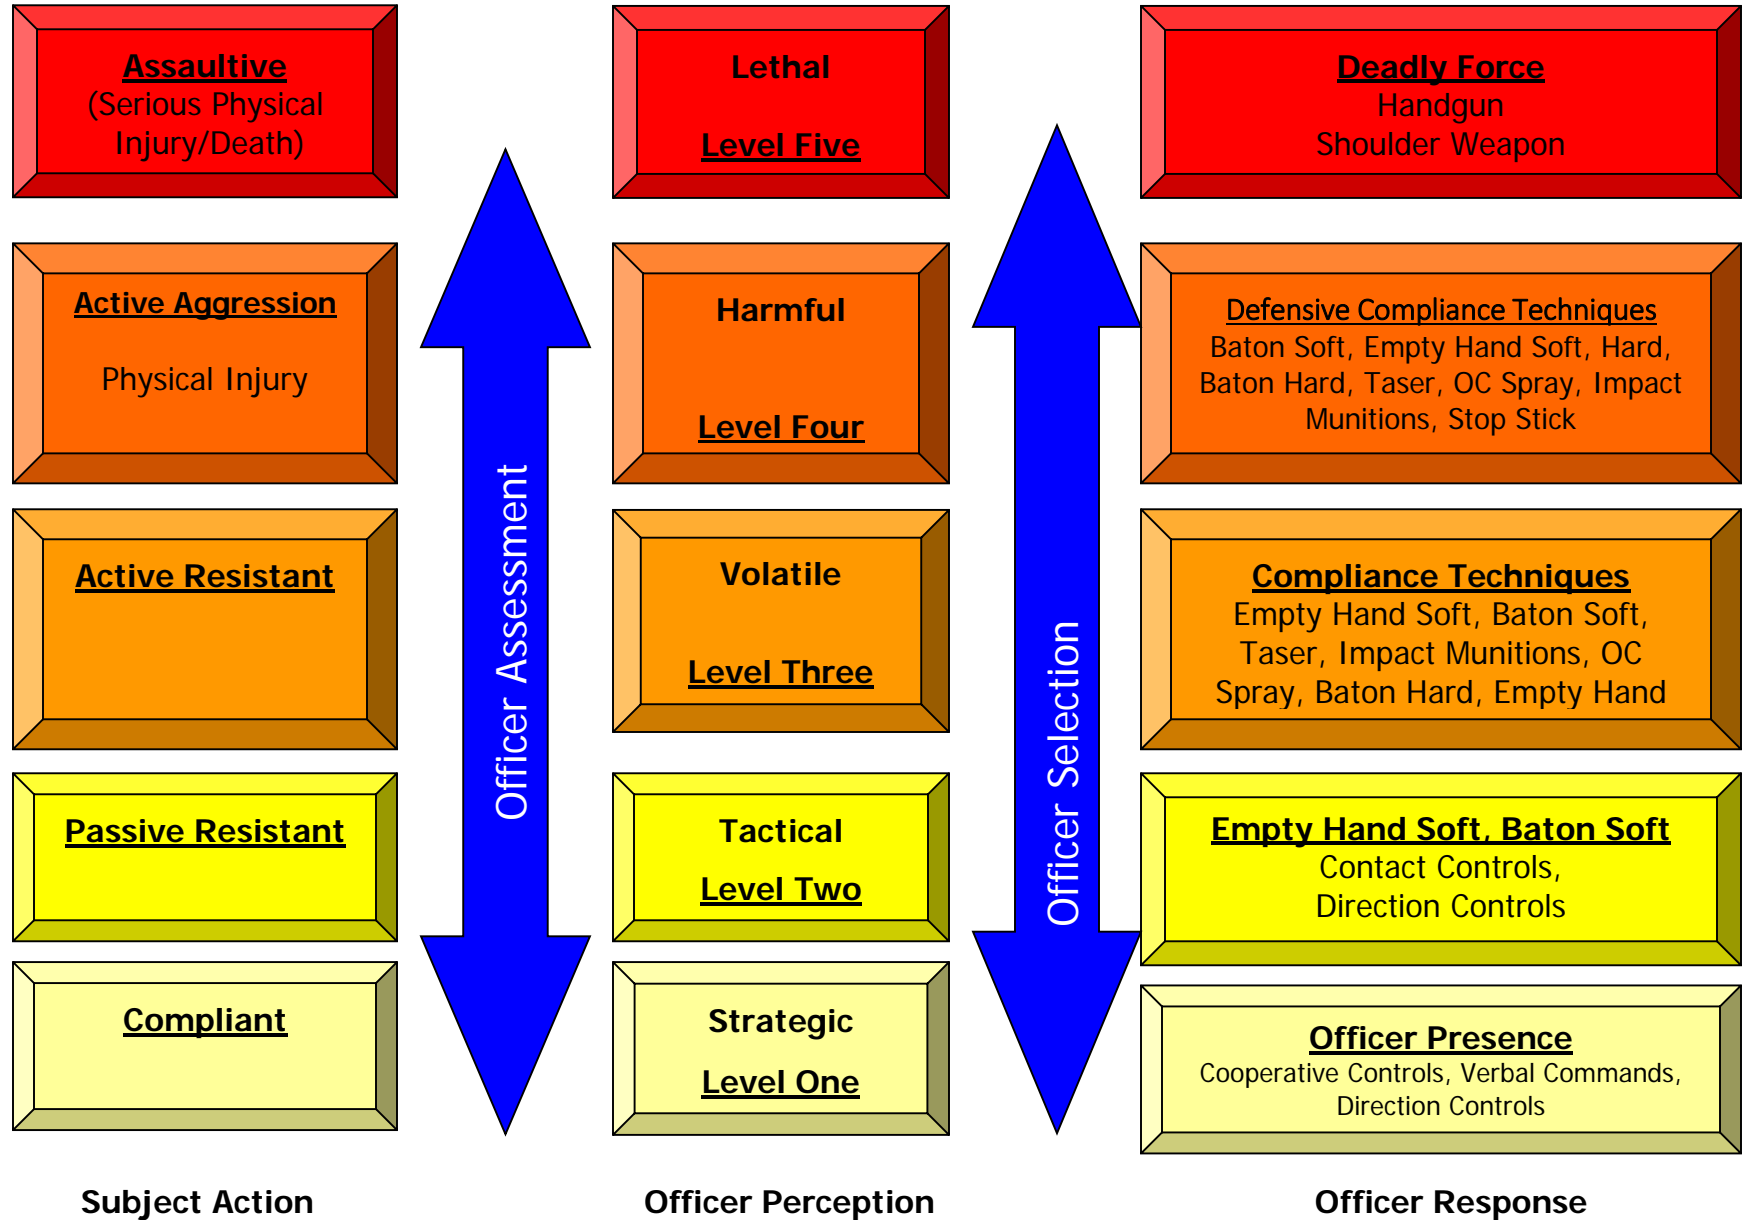 Assaultive
(Serious Physical
Injury/Death)
Lethal
Level Five
Deadly Force
Handgun
Shoulder Weapon
Active Aggression
Physical Injury
Harmful
Level Four
Defensive Compliance Techniques
Baton Soft, Empty Hand Soft, Hard,
Baton Hard, Taser, OC Spray, Impact
Munitions, Stop Stick
Officer Assessment
Officer Selection
Active Resistant
Volatile
Level Three
Compliance Techniques
Empty Hand Soft, Baton Soft,
Taser, Impact Munitions, OC
Spray, Baton Hard, Empty Hand
Passive Resistant
Tactical
Level Two
Empty Hand Soft, Baton Soft
Contact Controls,
Direction Controls
Compliant
Strategic
Level One
Officer Presence
Cooperative Controls, Verbal Commands,
Direction Controls
Subject Action
Officer Perception
Officer Response